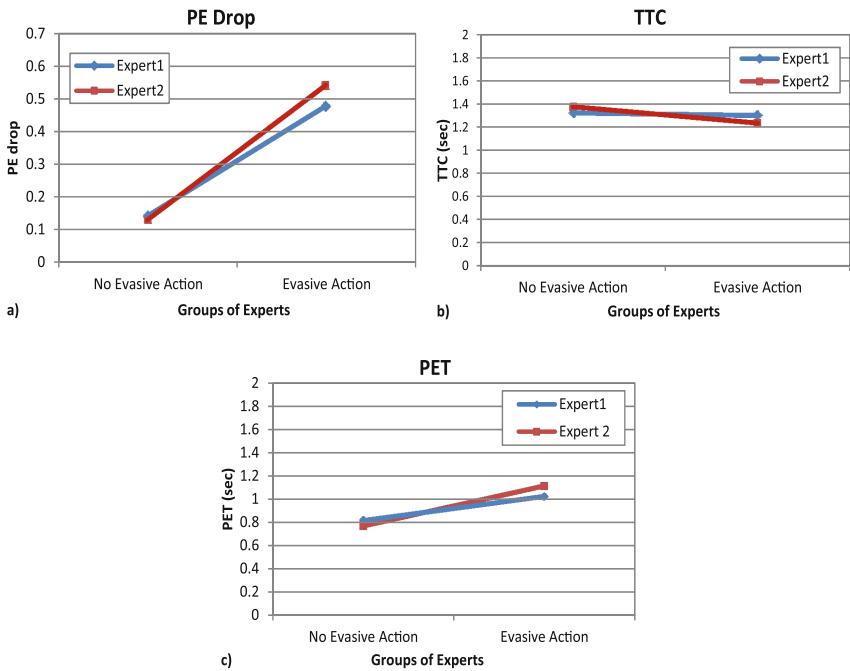 PE Drop
0.7
0.6
0.5
0.4
0.3
0.2
0.1
0
PE drop
Expert1
Expert2
No Evasive Action
Evasive Action
Groups of Experts
a)
TTC
2
1.8
1.6
1.4
1.2
1
0.8
0.6
0.4
0.2
0
TTC (sec)
Expert1
Expert2
No Evasive Action
Evasive Action
Groups of Experts
b)
PET
2
1.8
1.6
1.4
1.2
1
0.8
0.6
0.4
0.2
0
PET (sec)
Expert1
Expert 2
No Evasive Action
Evasive Action
Groups of Experts
c)